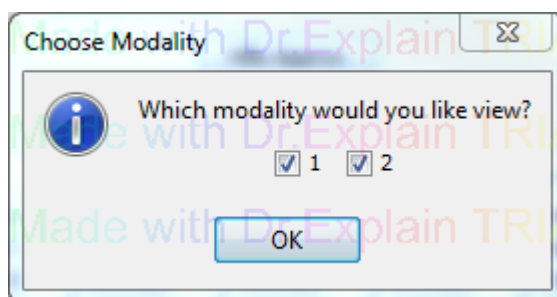 Made with Dr.Explain TRI
Choose Modality
Which modality would you like view?
Made with Dr.Explain TRI
1 2
Made with Dr.Explain TRI
OK